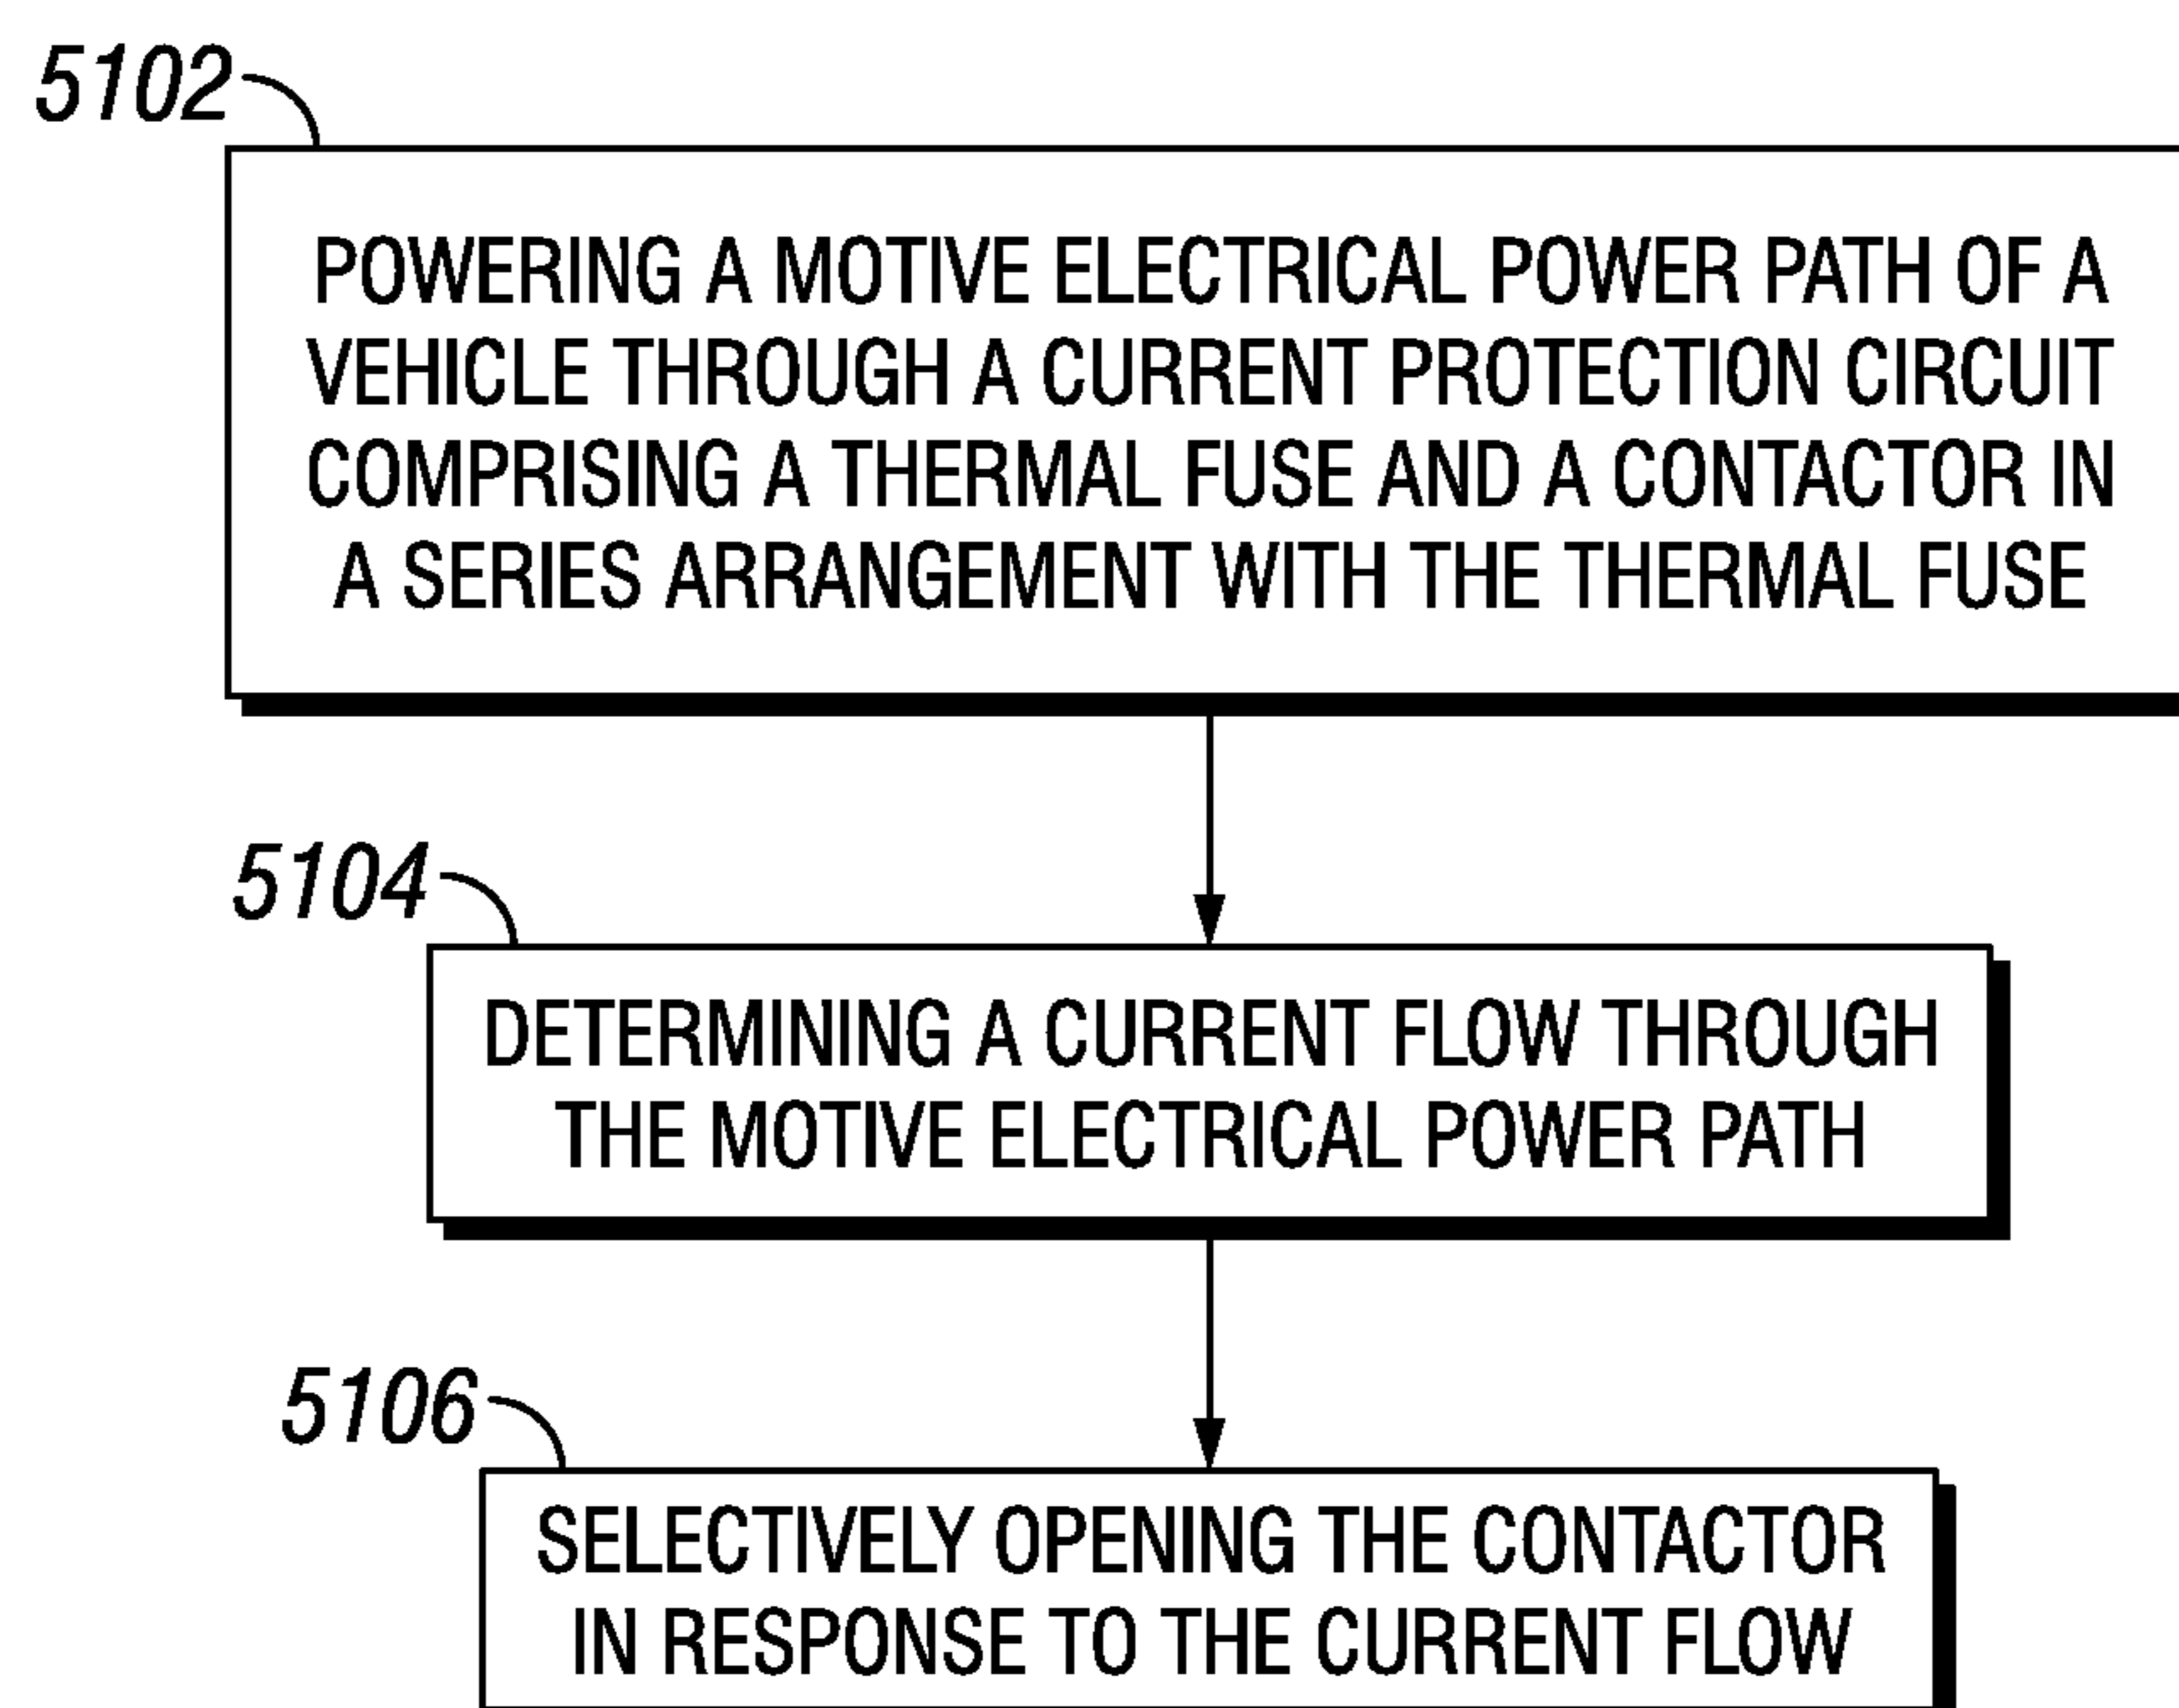 5102
POWERING A MOTIVE ELECTRICAL POWER PATH OF A
VEHICLE THROUGH A CURRENT PROTECTION CIRCUIT
COMPRISING A THERMAL FUSE AND A CONTACTOR IN
A SERIES ARRANGEMENT WITH THE THERMAL FUSE
5104
DETERMINING A CURRENT FLOW THROUGH
THE MOTIVE ELECTRICAL POWER PATH
5106
SELECTIVELY OPENING THE CONTACTOR
IN RESPONSE TO THE CURRENT FLOW